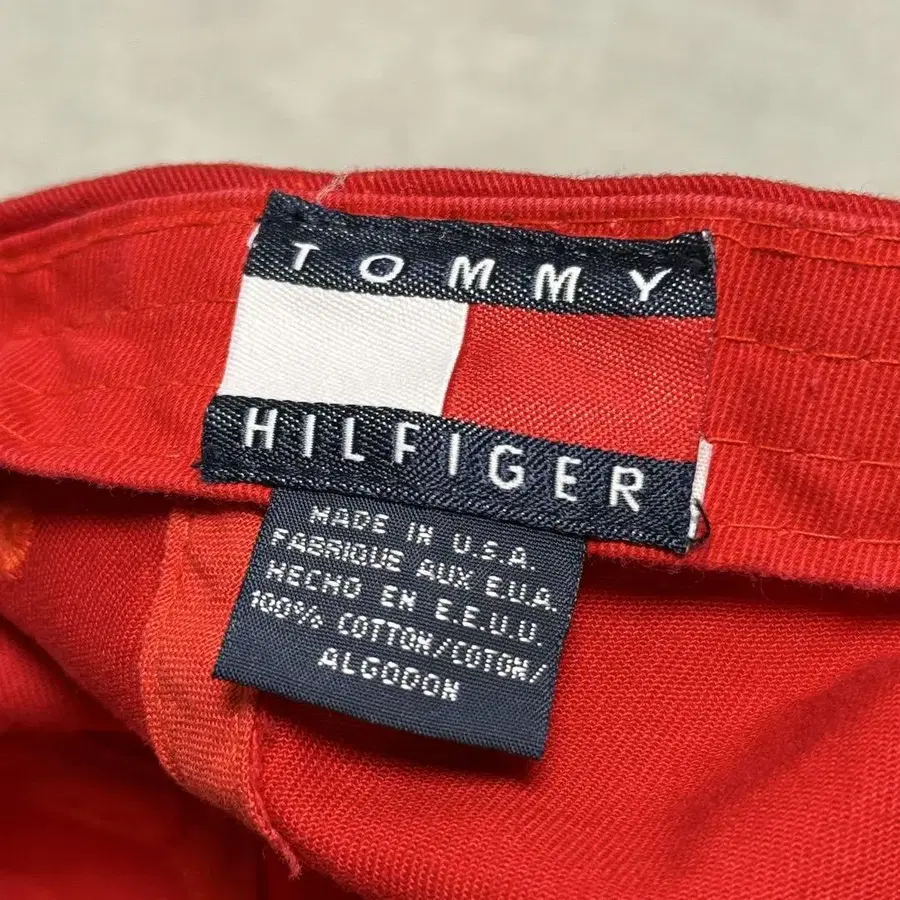 TOMMY
HILFIGER
MADE IN U.S.A.
FABRIQUE AUX E.U.A.
HECHO EN E.E.U.U.
100% COTTON/COTON/
ALGODON